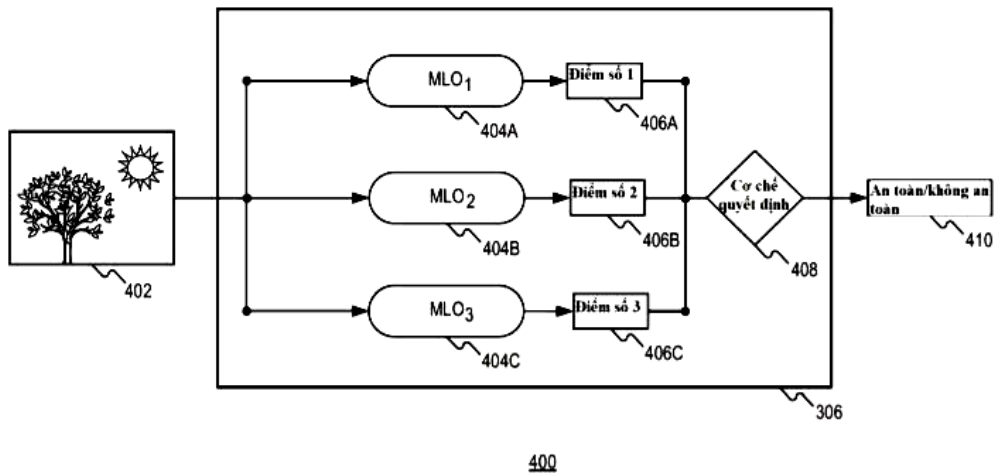 MLO1
Điểm số 1
404A
406A
MLO2
Điểm số 2
Cơ chế
quyết định
An toàn/không an
toàn
404B
406B
408
410
402
MLO3
Điểm số 3
404C
406C
306
400